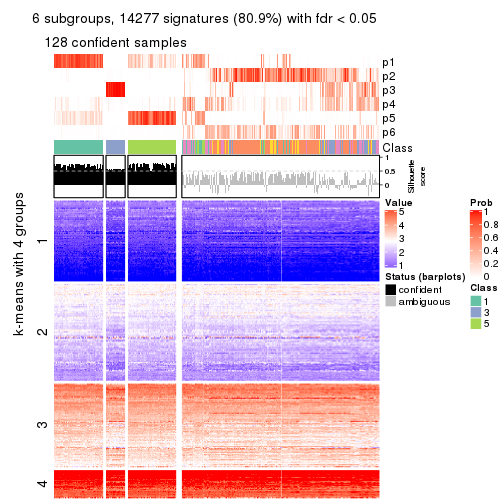 6 subgroups, 14277 signatures (80.9%) with fdr < 0.05
128 confident samples
p1
p2
p3
p4
p5
p6
Class
1
0.5
0
Silhouette
score
k-means with 4 groups
1
2
3
4
Value
5
4
3
2
1
Status (barplots)
confident
ambiguous
Prob
1
0.8
0.6
0.4
0.2
0
Class
1
3
5